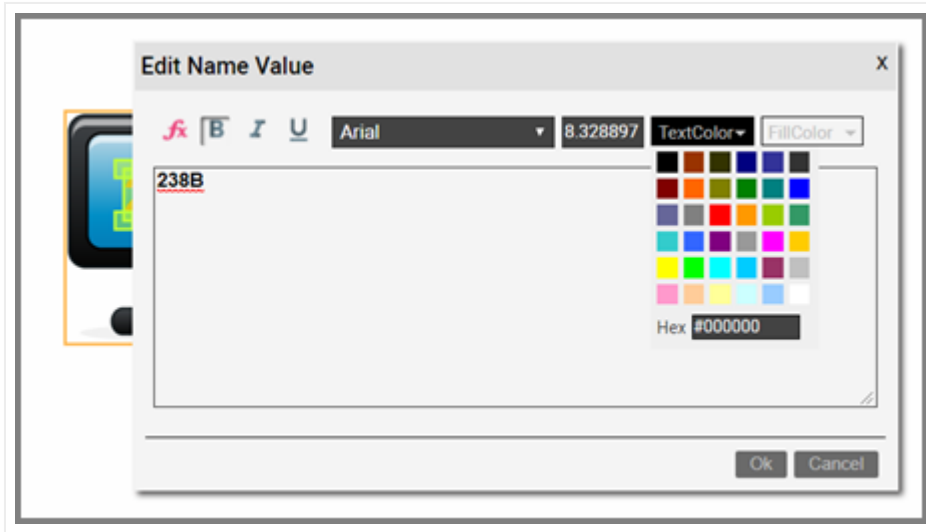 Edit Name Value
X
fx B I U Arial 8.328897 TextColor FillColor
238B
Hex #000000
Ok Cancel